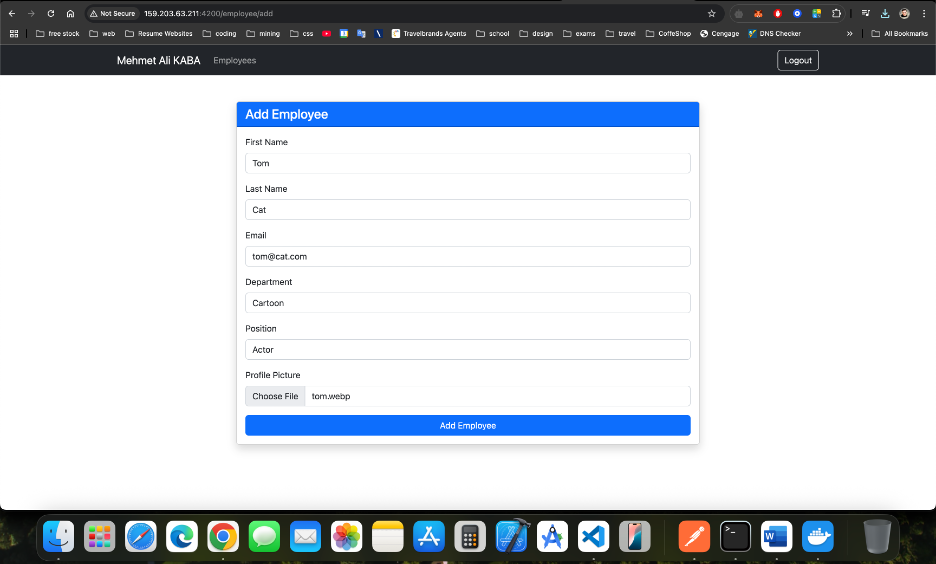 Not Secure 159.203.63.211:4200/employee/add
free stock web Resume Websites coding mining css Travelbrands Agents school design exams travel CoffeShop Cengage DNS Checker » All Bookmarks
Mehmet Ali KABA Employees Logout
Add Employee
First Name
Tom
Last Name
Cat
Email
tom@cat.com
Department
Cartoon
Position
Actor
Profile Picture
Choose File tom.webp
Add Employee